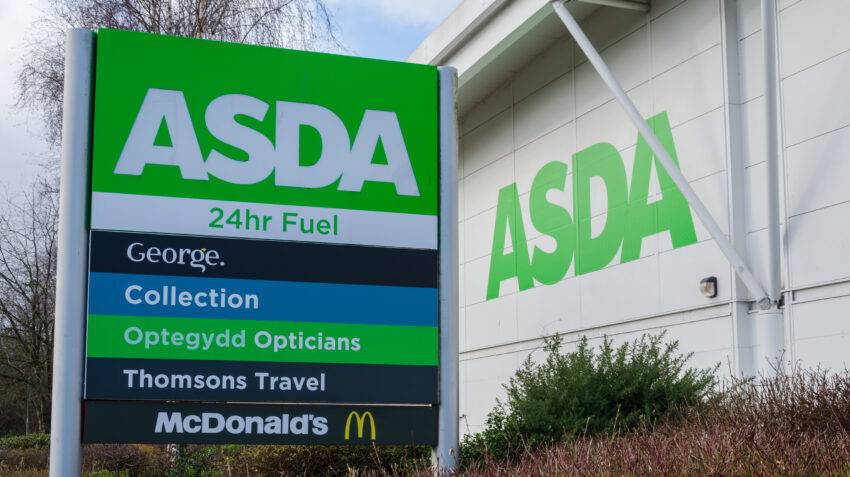 ASDA
24hr Fuel
George.
Collection
Optegydd Opticians
Thomsons Travel
McDonald's
ASDA